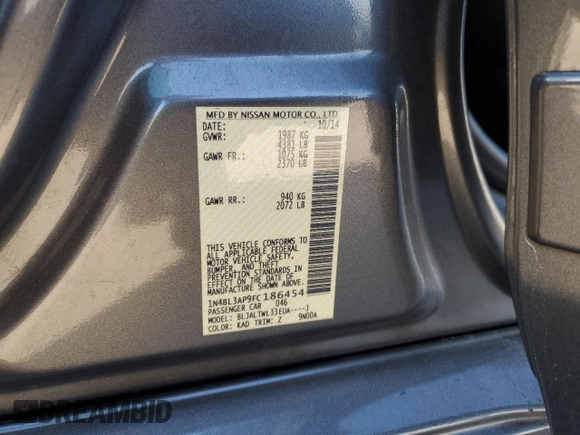 MFD BY NISSAN MOTOR CO., LTD.
DATE: 10/14
GVWR: 1987 KG
4381 LB
GAWR FR.: 1075 KG
2370 LB
GAWR RR.: 940 KG
2072 LB
THIS VEHICLE CONFORMS TO
ALL APPLICABLE FEDERAL
MOTOR VEHICLE SAFETY,
BUMPER, AND THEFT
PREVENTION STANDARDS IN
EFFECT ON THE DATE OF
MANUFACTURE SHOWN ABOVE.
1N4BL3AP9FC186454
PASSENGER CAR 046
MODEL: BLJALTWL33EUA----J
COLOR: KAD TRIM: Z 9N00A
DREAMBID